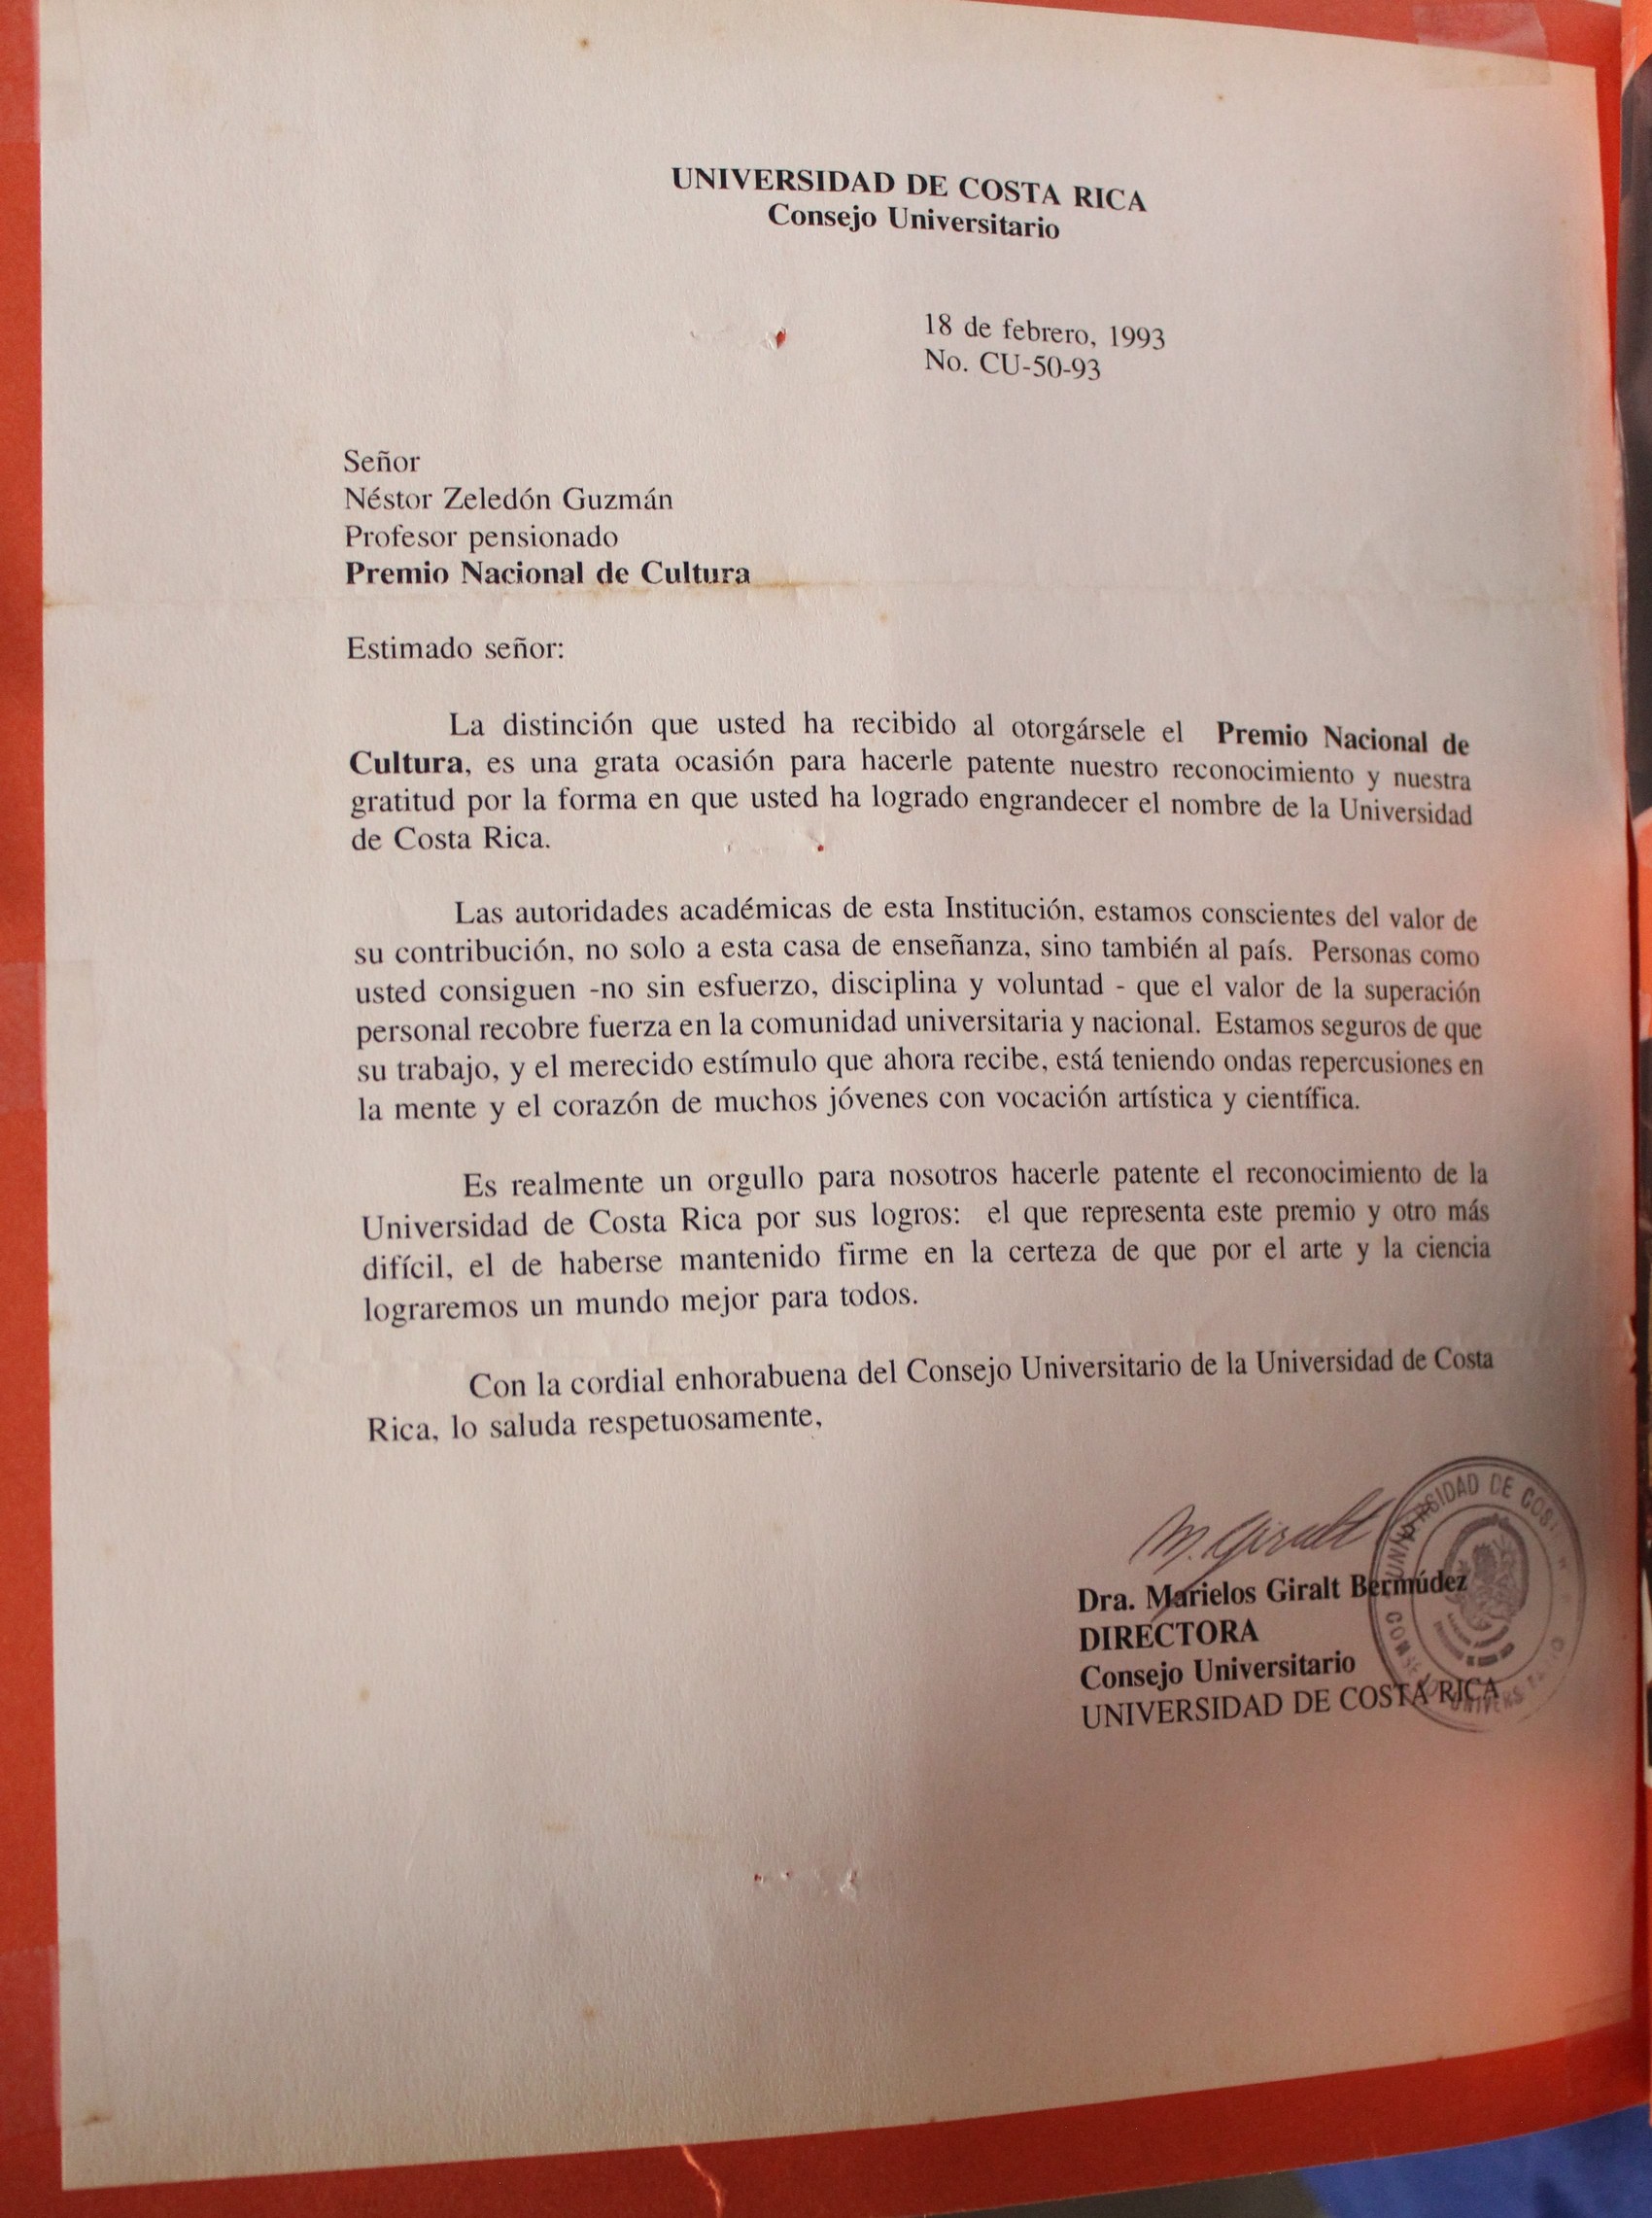 UNIVERSIDAD DE COSTA RICA
Consejo Universitario
18 de febrero, 1993
No. CU-50-93
Señor
Néstor Zeledón Guzmán
Profesor pensionado
Premio Nacional de Cultura
Estimado señor:
La distinción que usted ha recibido al otorgársele el Premio Nacional de
Cultura, es una grata ocasión para hacerle patente nuestro reconocimiento y nuestra
gratitud por la forma en que usted ha logrado engrandecer el nombre de la Universidad
de Costa Rica.
Las autoridades académicas de esta Institución, estamos conscientes del valor de
su contribución, no solo a esta casa de enseñanza, sino también al país. Personas como
usted consiguen -no sin esfuerzo, disciplina y voluntad - que el valor de la superación
personal recobre fuerza en la comunidad universitaria y nacional. Estamos seguros de que
su trabajo, y el merecido estímulo que ahora recibe, está teniendo ondas repercusiones en
la mente y el corazón de muchos jóvenes con vocación artística y científica.
Es realmente un orgullo para nosotros hacerle patente el reconocimiento de la
Universidad de Costa Rica por sus logros: el que representa este premio y otro más
difícil, el de haberse mantenido firme en la certeza de que por el arte y la ciencia
lograremos un mundo mejor para todos.
Con la cordial enhorabuena del Consejo Universitario de la Universidad de Costa
Rica, lo saluda respetuosamente,
M. Giralt
Dra. Marielos Giralt Bermúdez
DIRECTORA
Consejo Universitario
UNIVERSIDAD DE COSTA RICA